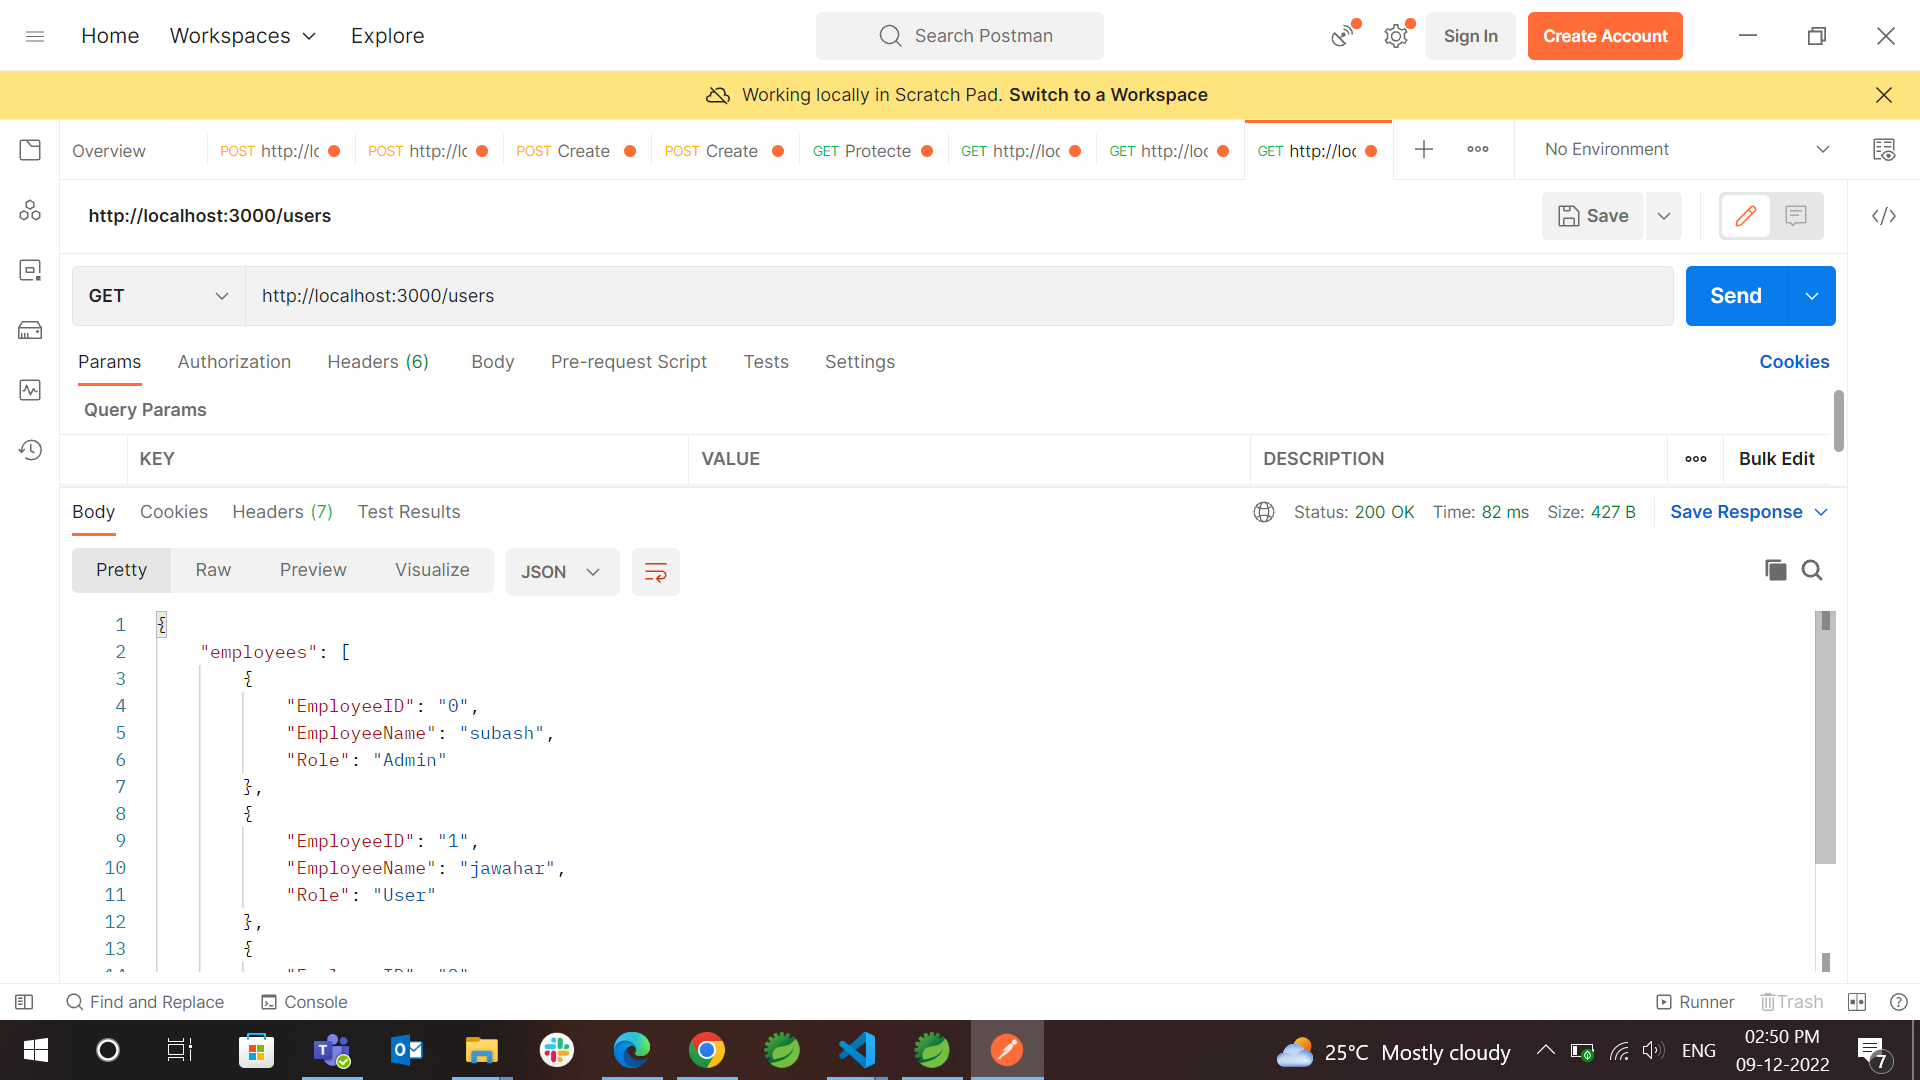 Home Workspaces Explore Search Postman Sign In Create Account
Working locally in Scratch Pad. Switch to a Workspace
Overview POST http://lc POST http://lc POST Create POST Create GET Protecte GET http://loc GET http://loc GET http://loc No Environment
http://localhost:3000/users Save
GET http://localhost:3000/users Send
Params Authorization Headers (6) Body Pre-request Script Tests Settings Cookies
Query Params
KEY VALUE DESCRIPTION Bulk Edit
Body Cookies Headers (7) Test Results Status: 200 OK Time: 82 ms Size: 427 B Save Response
Pretty Raw Preview Visualize JSON
1 {
2 "employees": [
3 {
4 "EmployeeID": "0",
5 "EmployeeName": "subash",
6 "Role": "Admin"
7 },
8 {
9 "EmployeeID": "1",
10 "EmployeeName": "jawahar",
11 "Role": "User"
12 },
13 {
Find and Replace Console Runner Trash
25°C Mostly cloudy ENG 02:50 PM
09-12-2022 7